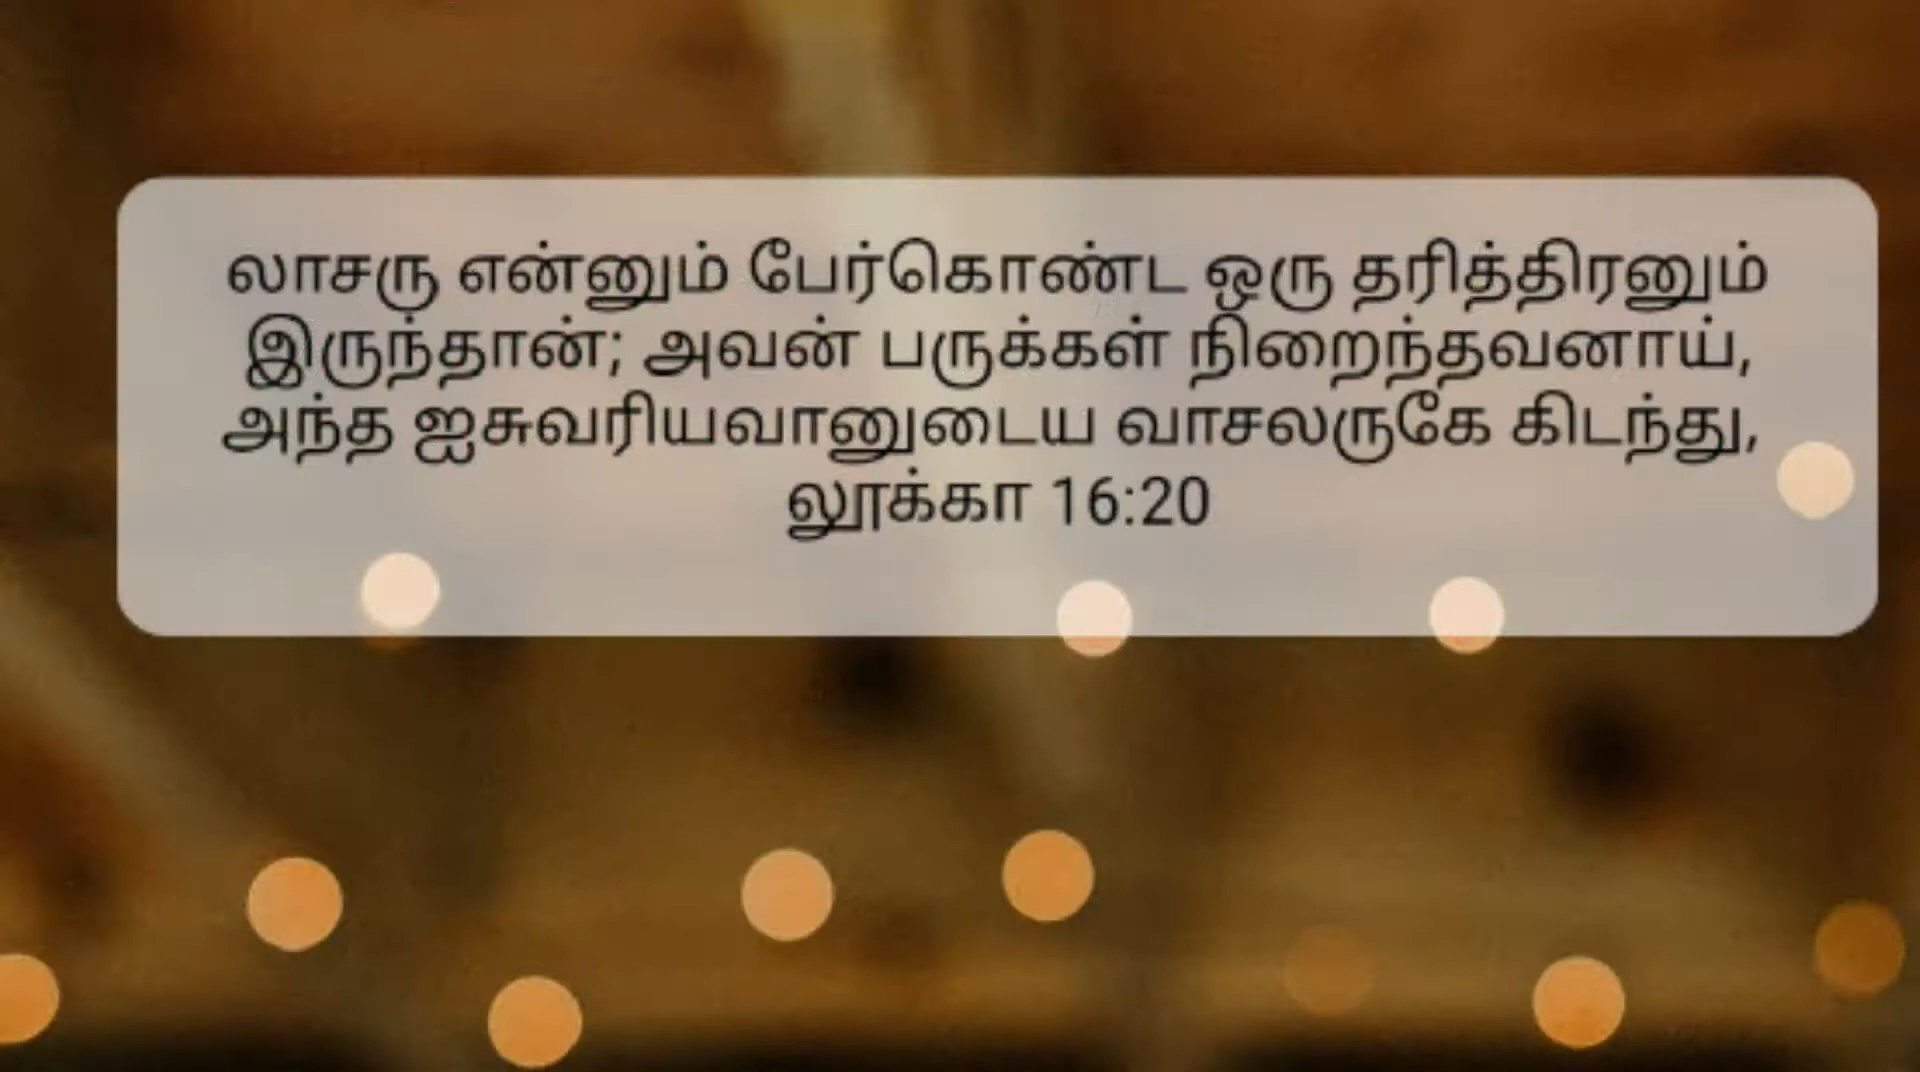 லாசரு என்னும் பேர்கொண்ட ஒரு தரித்திரனும்
இருந்தான்; அவன் பருக்கள் நிறைந்தவனாய்,
அந்த ஐசுவரியவானுடைய வாசலருகே கிடந்து,
லூக்கா 16:20